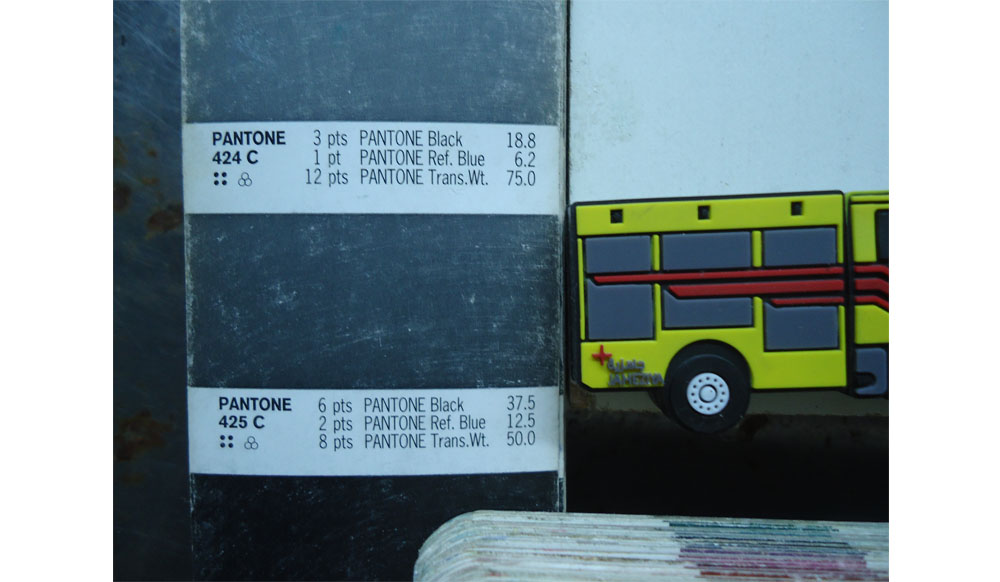 PANTONE 3 pts PANTONE Black 18.8
424 C 1 pt PANTONE Ref. Blue 6.2
12 pts PANTONE Trans.Wt. 75.0
PANTONE 6 pts PANTONE Black 37.5
425 C 2 pts PANTONE Ref. Blue 12.5
8 pts PANTONE Trans.Wt. 50.0